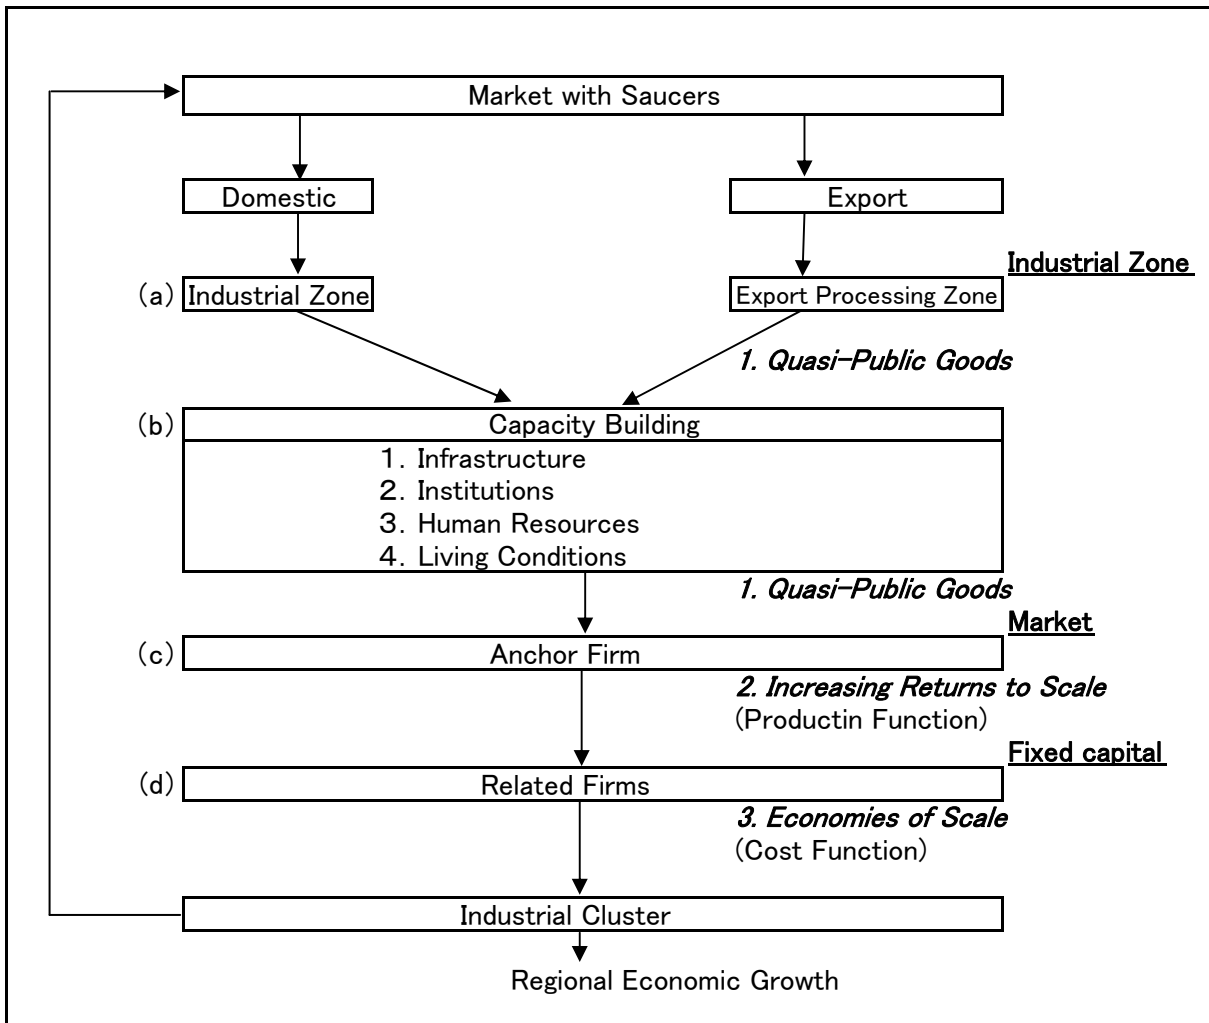 Market with Saucers
Domestic
Export
Industrial Zone
(a)
Industrial Zone
Export Processing Zone
1. Quasi-Public Goods
(b)
Capacity Building
1. Infrastructure
2. Institutions
3. Human Resources
4. Living Conditions
1. Quasi-Public Goods
Market
(c)
Anchor Firm
2. Increasing Returns to Scale
(Productin Function)
Fixed capital
(d)
Related Firms
3. Economies of Scale
(Cost Function)
Industrial Cluster
Regional Economic Growth